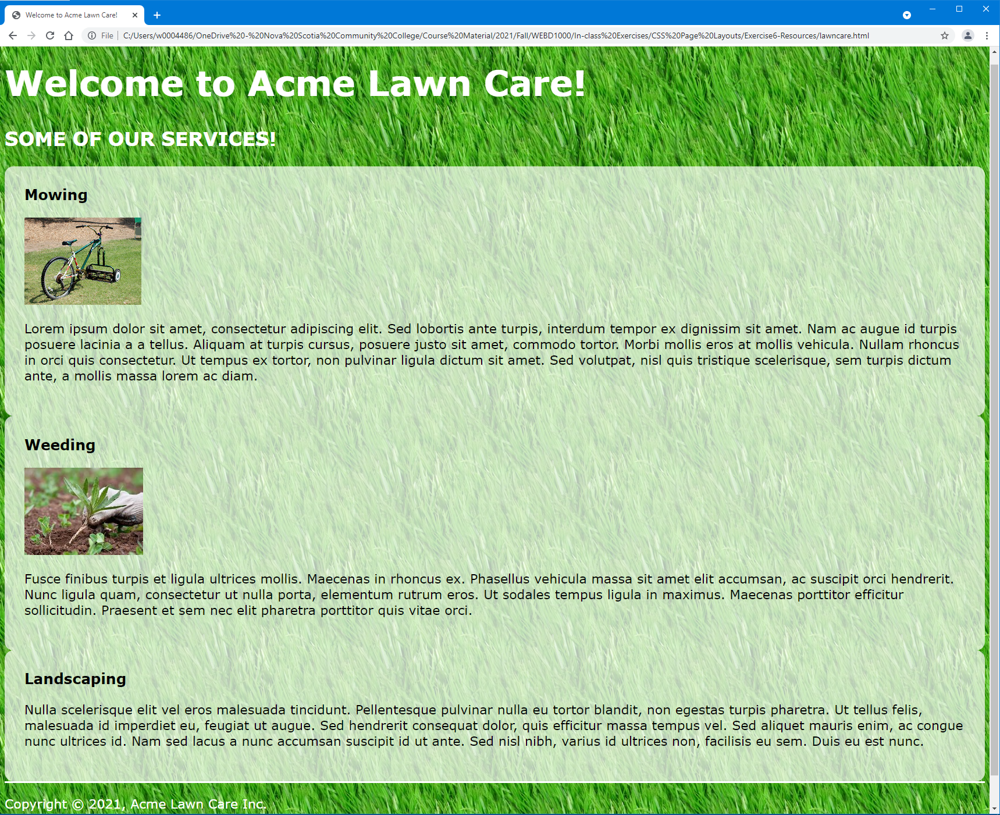 Welcome to Acme Lawn Care!
File
C:/Users/w0004486/OneDrive%20-%20Nova%20Scotia%20Community%20College/Course%20Material/2021/Fall/WEBD1000/In-class%20Exercises/CSS%20Page%20Layouts/Exercise6-Resources/lawncare.html
Welcome to Acme Lawn Care!
SOME OF OUR SERVICES!
Mowing
Lorem ipsum dolor sit amet, consectetur adipiscing elit. Sed lobortis ante turpis, interdum tempor ex dignissim sit amet. Nam ac augue id turpis
posuere lacinia a a tellus. Aliquam at turpis cursus, posuere justo sit amet, commodo tortor. Morbi mollis eros at mollis vehicula. Nullam rhoncus
in orci quis consectetur. Ut tempus ex tortor, non pulvinar ligula dictum sit amet. Sed volutpat, nisl quis tristique scelerisque, sem turpis dictum
ante, a mollis massa lorem ac diam.
Weeding
Fusce finibus turpis et ligula ultrices mollis. Maecenas in rhoncus ex. Phasellus vehicula massa sit amet elit accumsan, ac suscipit orci hendrerit.
Nunc ligula quam, consectetur ut nulla porta, elementum rutrum eros. Ut sodales tempus ligula in maximus. Maecenas porttitor efficitur
sollicitudin. Praesent et sem nec elit pharetra porttitor quis vitae orci.
Landscaping
Nulla scelerisque elit vel eros malesuada tincidunt. Pellentesque pulvinar nulla eu tortor blandit, non egestas turpis pharetra. Ut tellus felis,
malesuada id imperdiet eu, feugiat ut augue. Sed hendrerit consequat dolor, quis efficitur massa tempus vel. Sed aliquet mauris enim, ac congue
nunc ultrices id. Nam sed lacus a nunc accumsan suscipit id ut ante. Sed nisl nibh, varius id ultrices non, facilisis eu sem. Duis eu est nunc.
Copyright © 2021, Acme Lawn Care Inc.